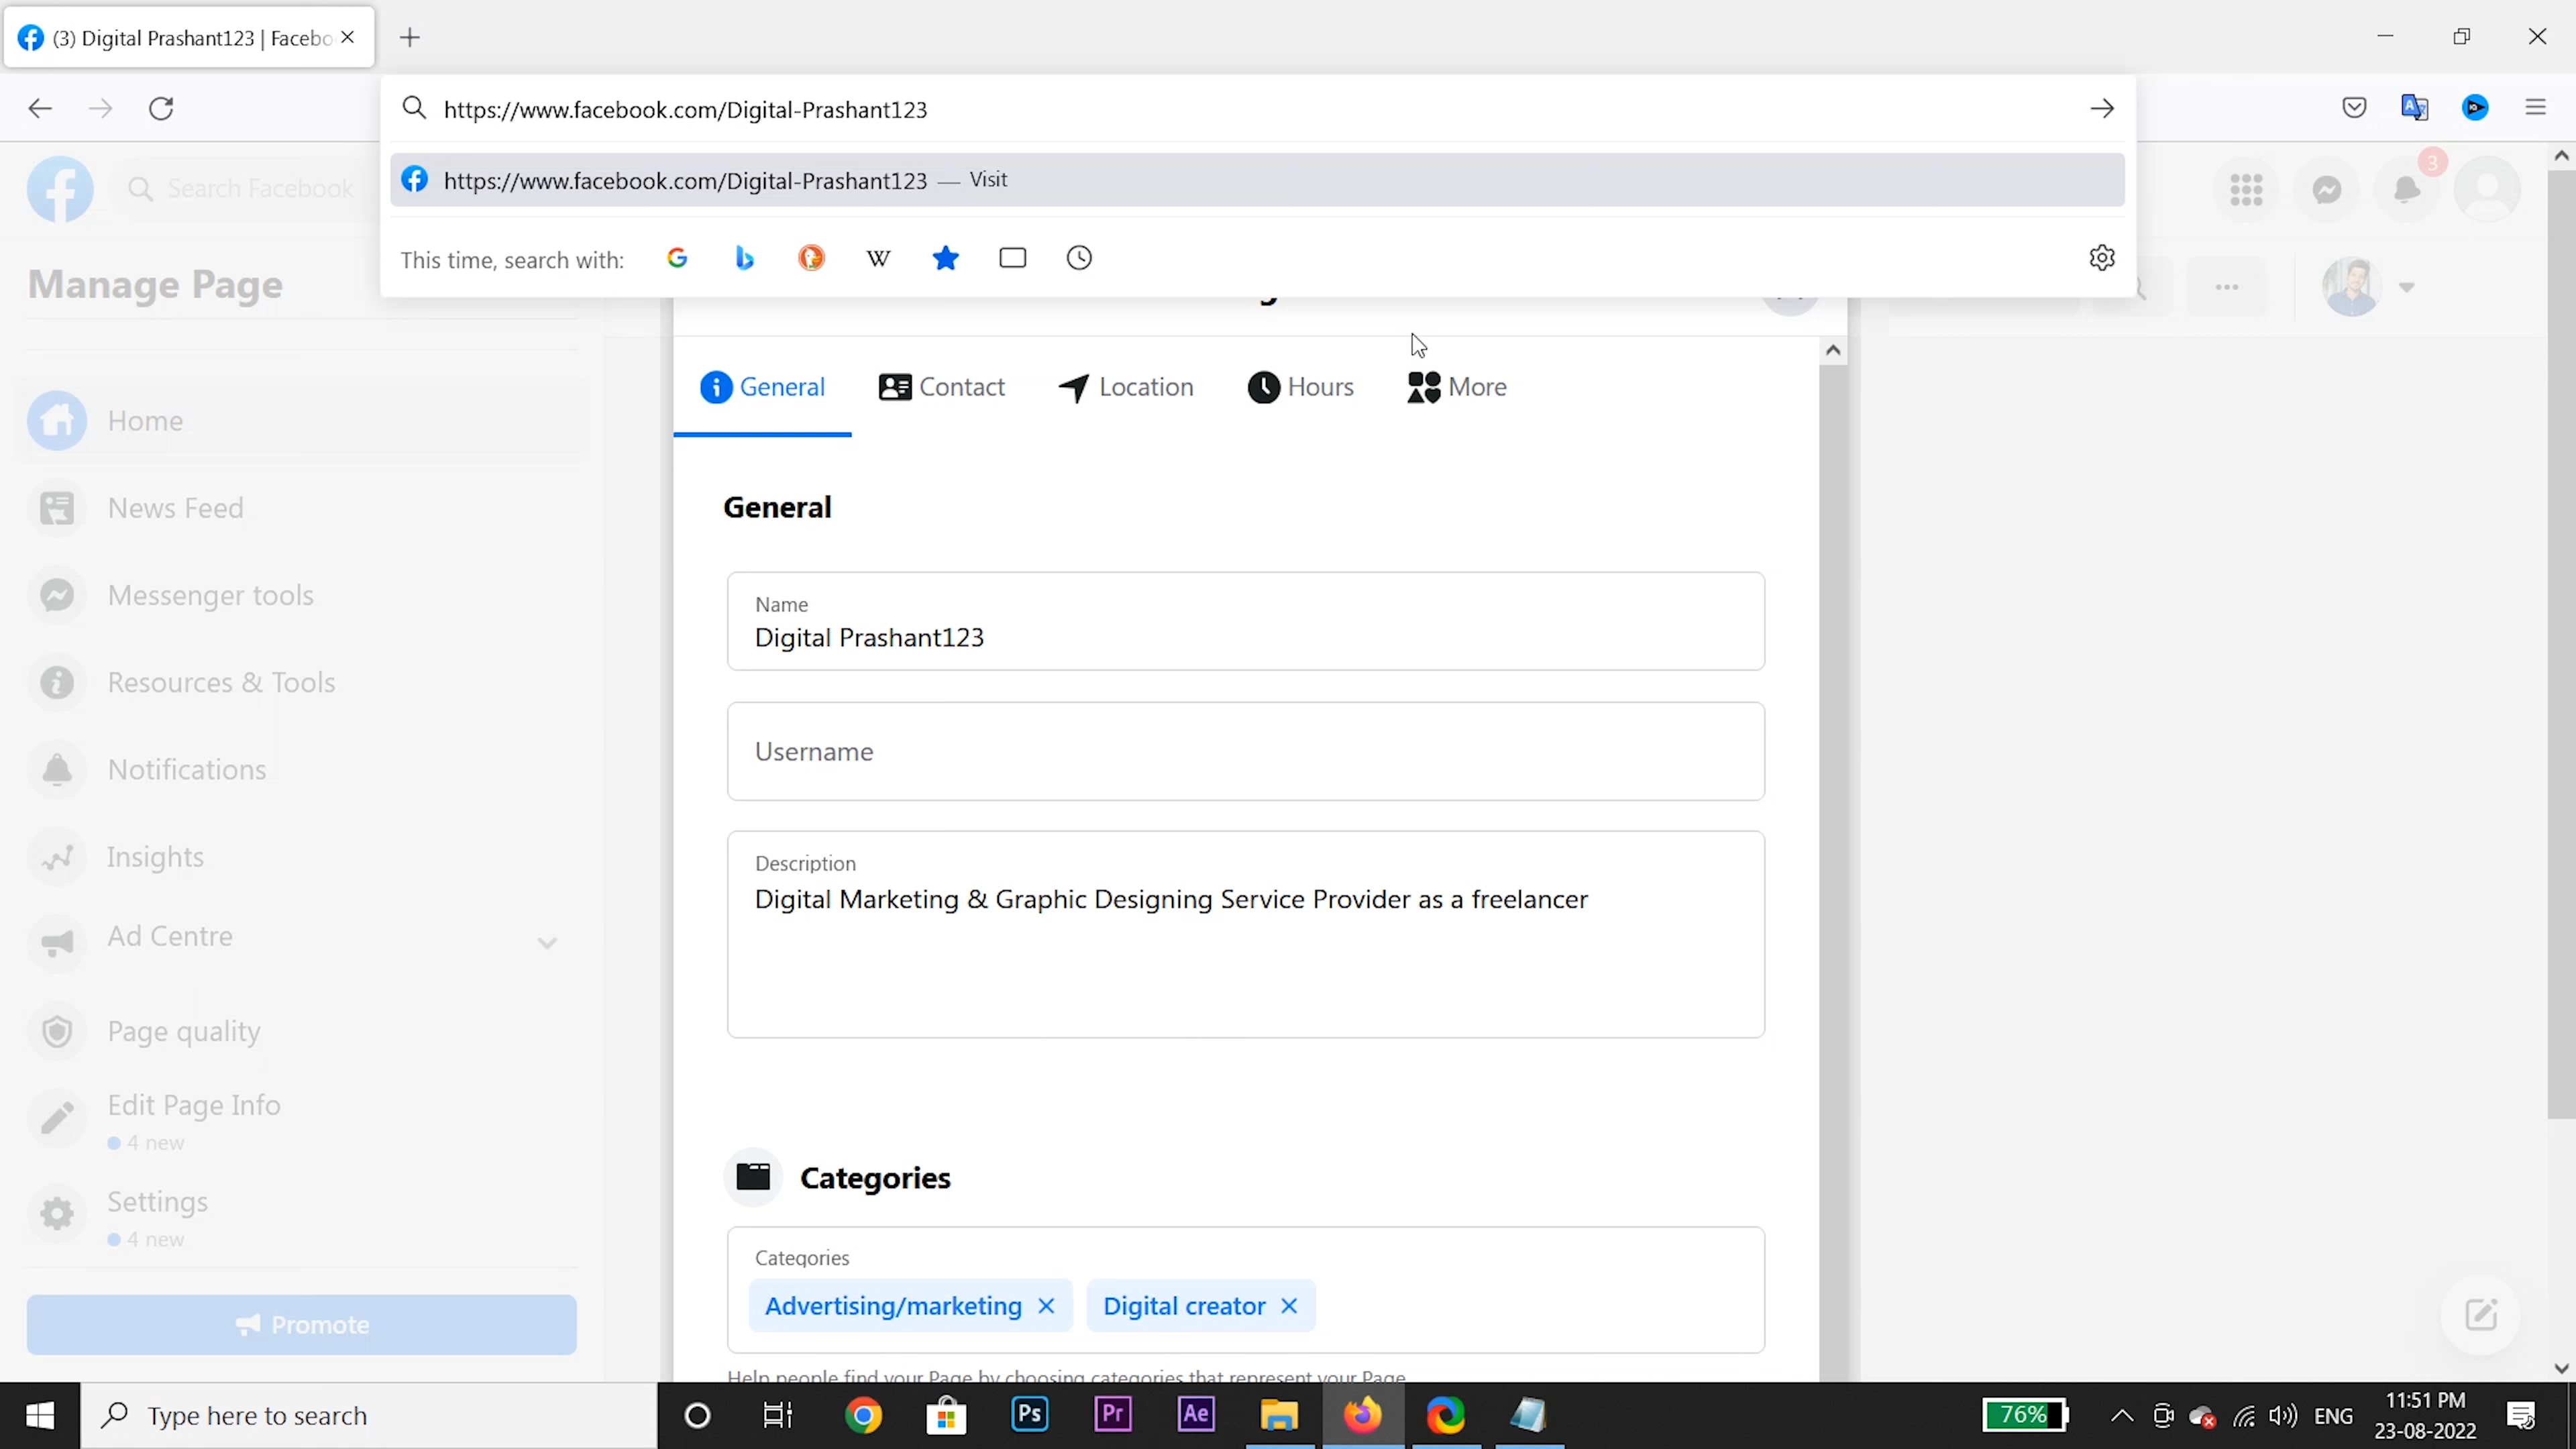 (3) Digital Prashant123 | Facebo
https://www.facebook.com/Digital-Prashant123
https://www.facebook.com/Digital-Prashant123 — Visit
This time, search with:
Search Facebook
3
Manage Page
Home
News Feed
Messenger tools
Resources & Tools
Notifications
Insights
Ad Centre
Page quality
Edit Page Info
4 new
Settings
4 new
Promote
General
Contact
Location
Hours
More
General
Name
Digital Prashant123
Username
Description
Digital Marketing & Graphic Designing Service Provider as a freelancer
Categories
Categories
Advertising/marketing
Digital creator
Help people find your Page by choosing categories that represent your Page
Type here to search
Ps
Pr
Ae
76%
ENG
11:51 PM
23-08-2022